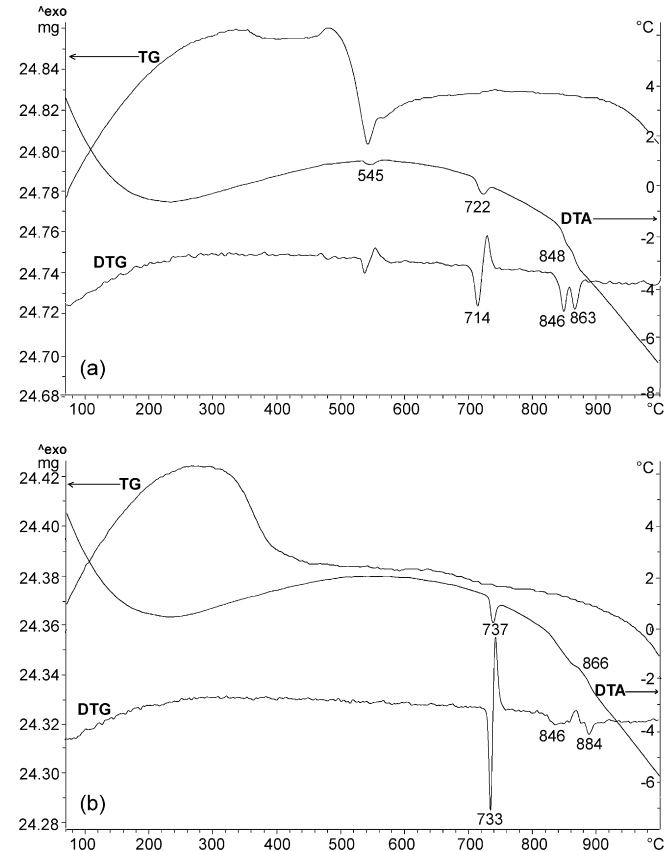 ^exo
mg °C
TG
24.84
4
24.82
2
24.80
545
0
24.78
722
DTA
-2
24.76
848
DTG
24.74
-4
24.72
714 846 863
-6
24.70
(a)
24.68 -8
100 200 300 400 500 600 700 800 900 °C
^exo
mg °C
24.42
TG
24.40 4
24.38 2
24.36 737 0
866
24.34
DTA -2
DTG
24.32 846 884 -4
24.30 -6
(b) 733
24.28
100 200 300 400 500 600 700 800 900 °C